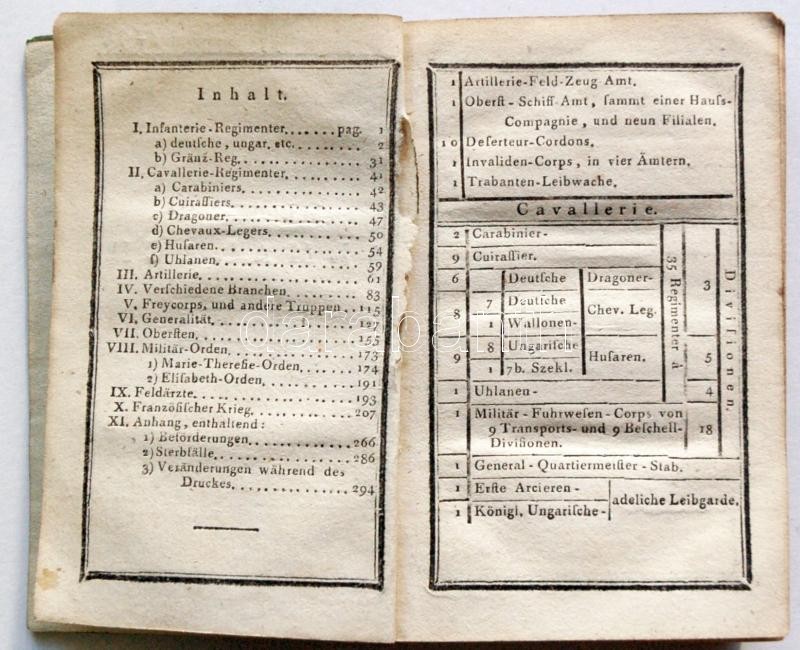 Inhalt.
I. Infanterie-Regimenter....... pag. 1
a) deutſche, ungar. etc............. 2
b) Gränz-Reg................... 31
II. Cavallerie-Regimenter......... 41
a) Carabiniers................. 42
b) Cuiraſſiers.................. 43
c) Dragoner................... 47
d) Chevaux-Legers............. 50
e) Huſaren.................... 54
f) Uhlanen.................... 59
III. Artillerie..................... 61
IV. Verſchiedene Branchen......... 83
V. Freycorps, und andere Truppen... 115
VI. Generalität.................. 127
VII. Oberſten................... 155
VIII. Militär-Orden.............. 173
1) Marie-Thereſie-Orden........ 174
2) Eliſabeth-Orden............. 191
IX. Feldärzte................... 193
X. Franzöſiſcher Krieg............ 207
XI. Anhang, enthaltend:
1) Beförderungen.............. 266
2) Sterbfälle.................. 286
3) Veränderungen während des
Druckes.................... 294
1 Artillerie-Feld-Zeug Amt.
1 Oberſt-Schiff-Amt, ſammt einer Hauſs-
Compagnie, und neun Filialen.
10 Deſerteur-Cordons.
1 Invaliden-Corps, in vier Ämtern.
1 Trabanten-Leibwache.
Cavallerie.
2 Carabinier-
9 Cuiraſſier.
6 Deutſche Dragoner-
8 7 Deutſche Chev. Leg.
1 Wallonen-
9 8 Ungariſche Huſaren.
1 7b. Szekl.
1 Uhlanen-
35 Regimenter à
3
5
4
1 Militär-Fuhrweſen-Corps von
9 Transports- und 9 Beſchell-
Diviſionen. 18
Diviſionen.
1 General-Quartiermeiſter-Stab.
1 Erſte Arcieren- adeliche Leibgarde.
1 Königl. Ungariſche-
darabanth